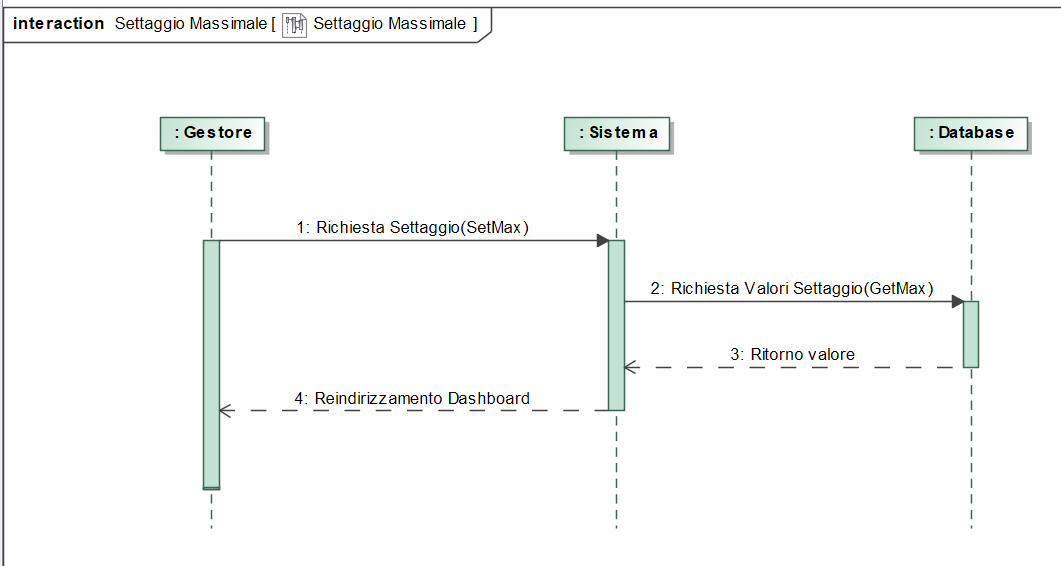 interaction Settaggio Massimale [ Settaggio Massimale ]
: Gestore
: Sistema
: Database
1: Richiesta Settaggio(SetMax)
2: Richiesta Valori Settaggio(GetMax)
3: Ritorno valore
4: Reindirizzamento Dashboard